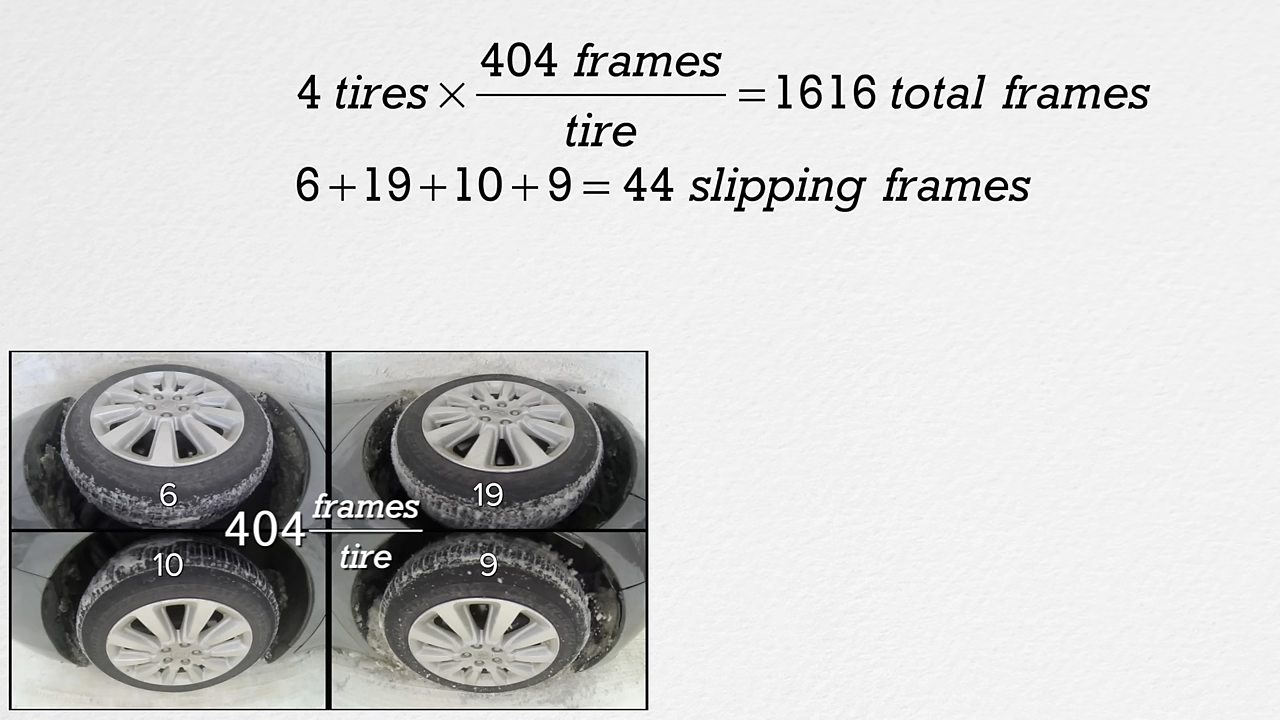 4 tires × 404 frames / tire = 1616 total frames
6+19+10+9 = 44 slipping frames
6
19
404 frames / tire
10
9